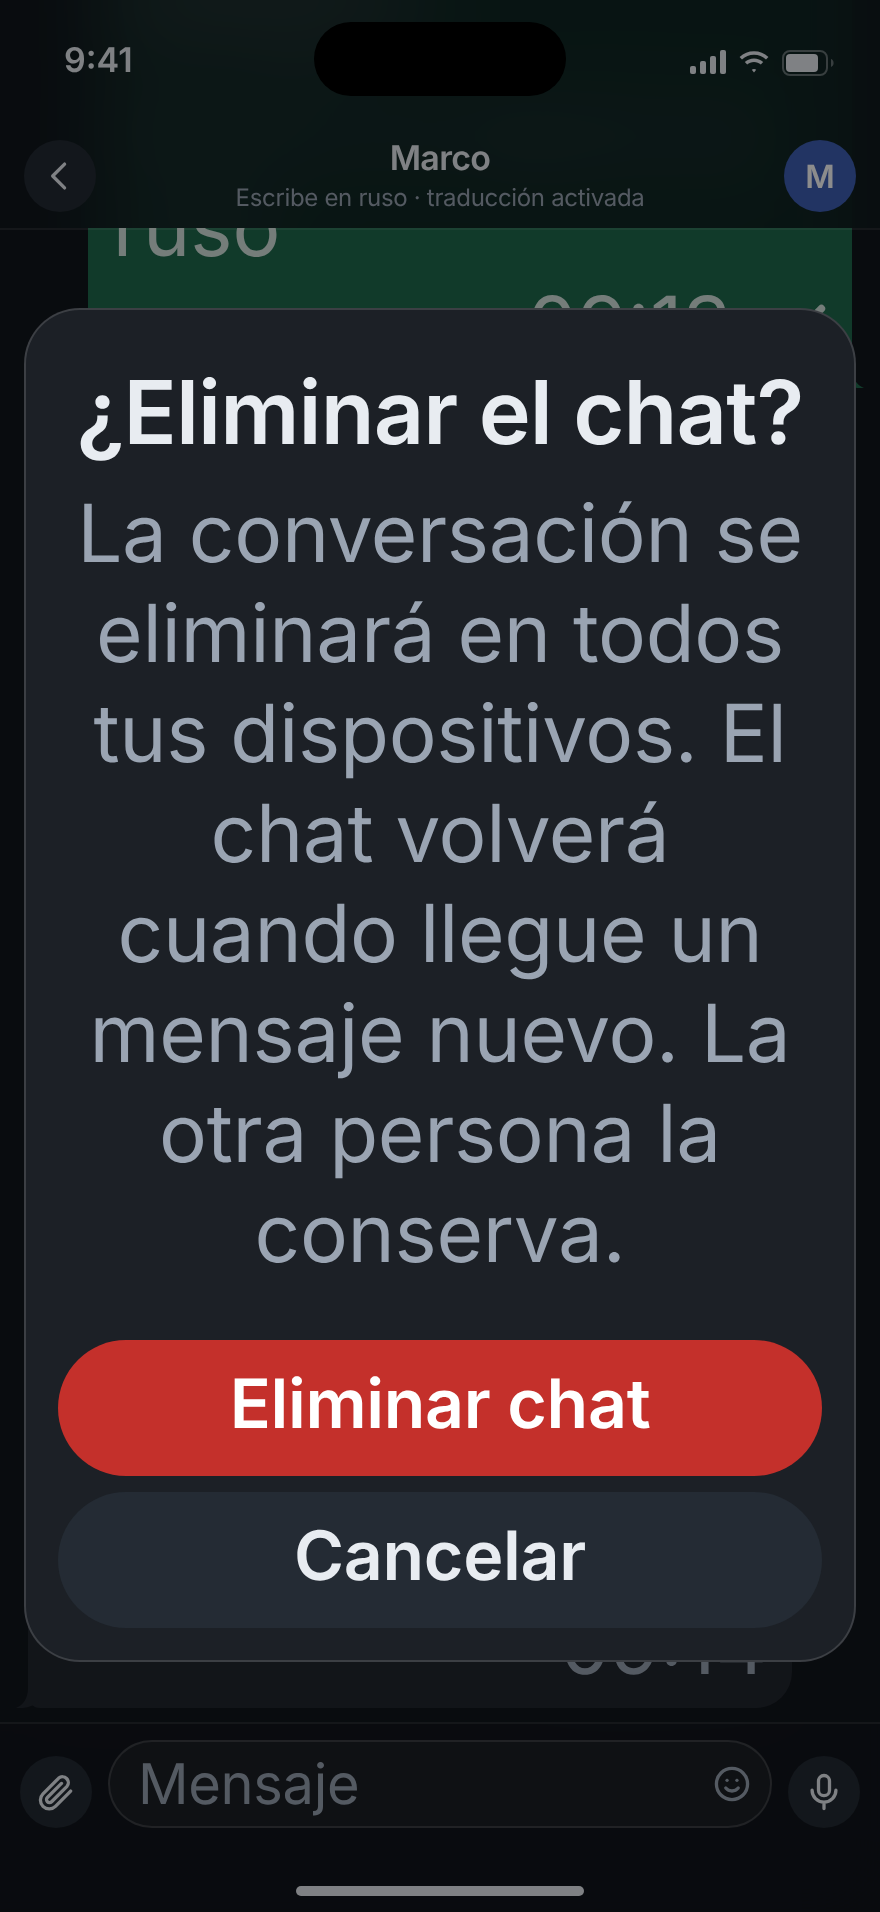 9:41
Marco
Escribe en ruso · traducción activada
M
ruso
¿Eliminar el chat?
La conversación se
eliminará en todos
tus dispositivos. El
chat volverá
cuando llegue un
mensaje nuevo. La
otra persona la
conserva.
Eliminar chat
Cancelar
Mensaje